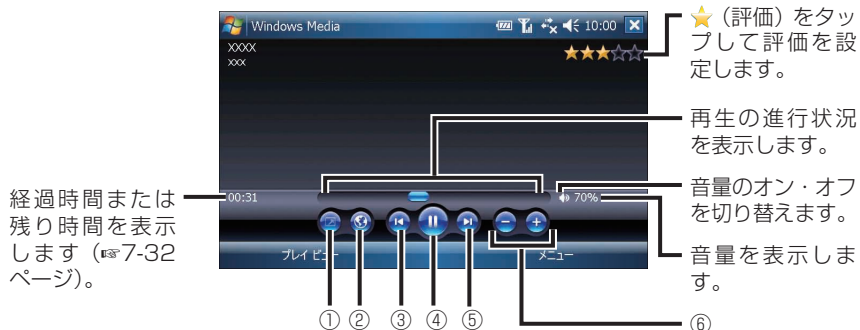 Windows Media
10:00
XXXX
XXX
00:31
70%
プレイ ビュー
メニュー
★（評価）をタッ
プして評価を設
定します。
再生の進行状況
を表示します。
音量のオン・オフ
を切り替えます。
音量を表示しま
す。
経過時間または
残り時間を表示
します（☞7-32
ページ）。
① ② ③ ④ ⑤ ⑥